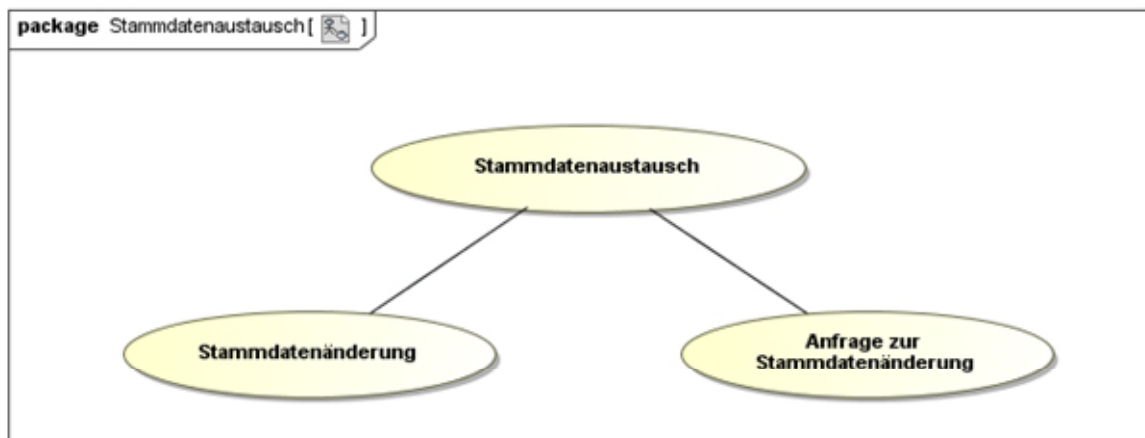 package Stammdatenaustausch [ ]
Stammdatenaustausch
Stammdatenänderung
Anfrage zur
Stammdatenänderung